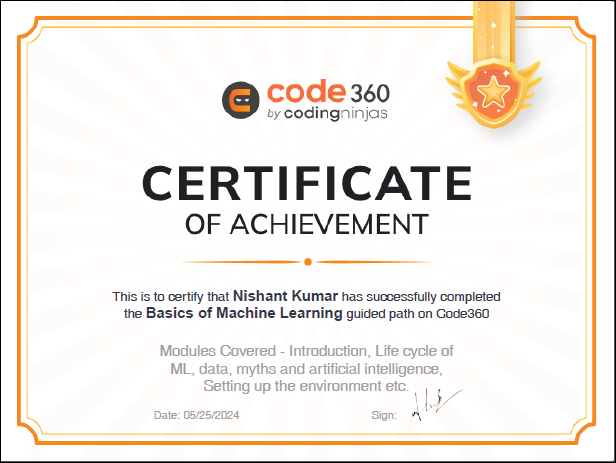 code 360
by codingninjas
CERTIFICATE
OF ACHIEVEMENT
This is to certify that Nishant Kumar has successfully completed
the Basics of Machine Learning guided path on Code360
Modules Covered - Introduction, Life cycle of
ML, data, myths and artificial intelligence,
Setting up the environment etc.
Date: 05/25/2024 Sign: